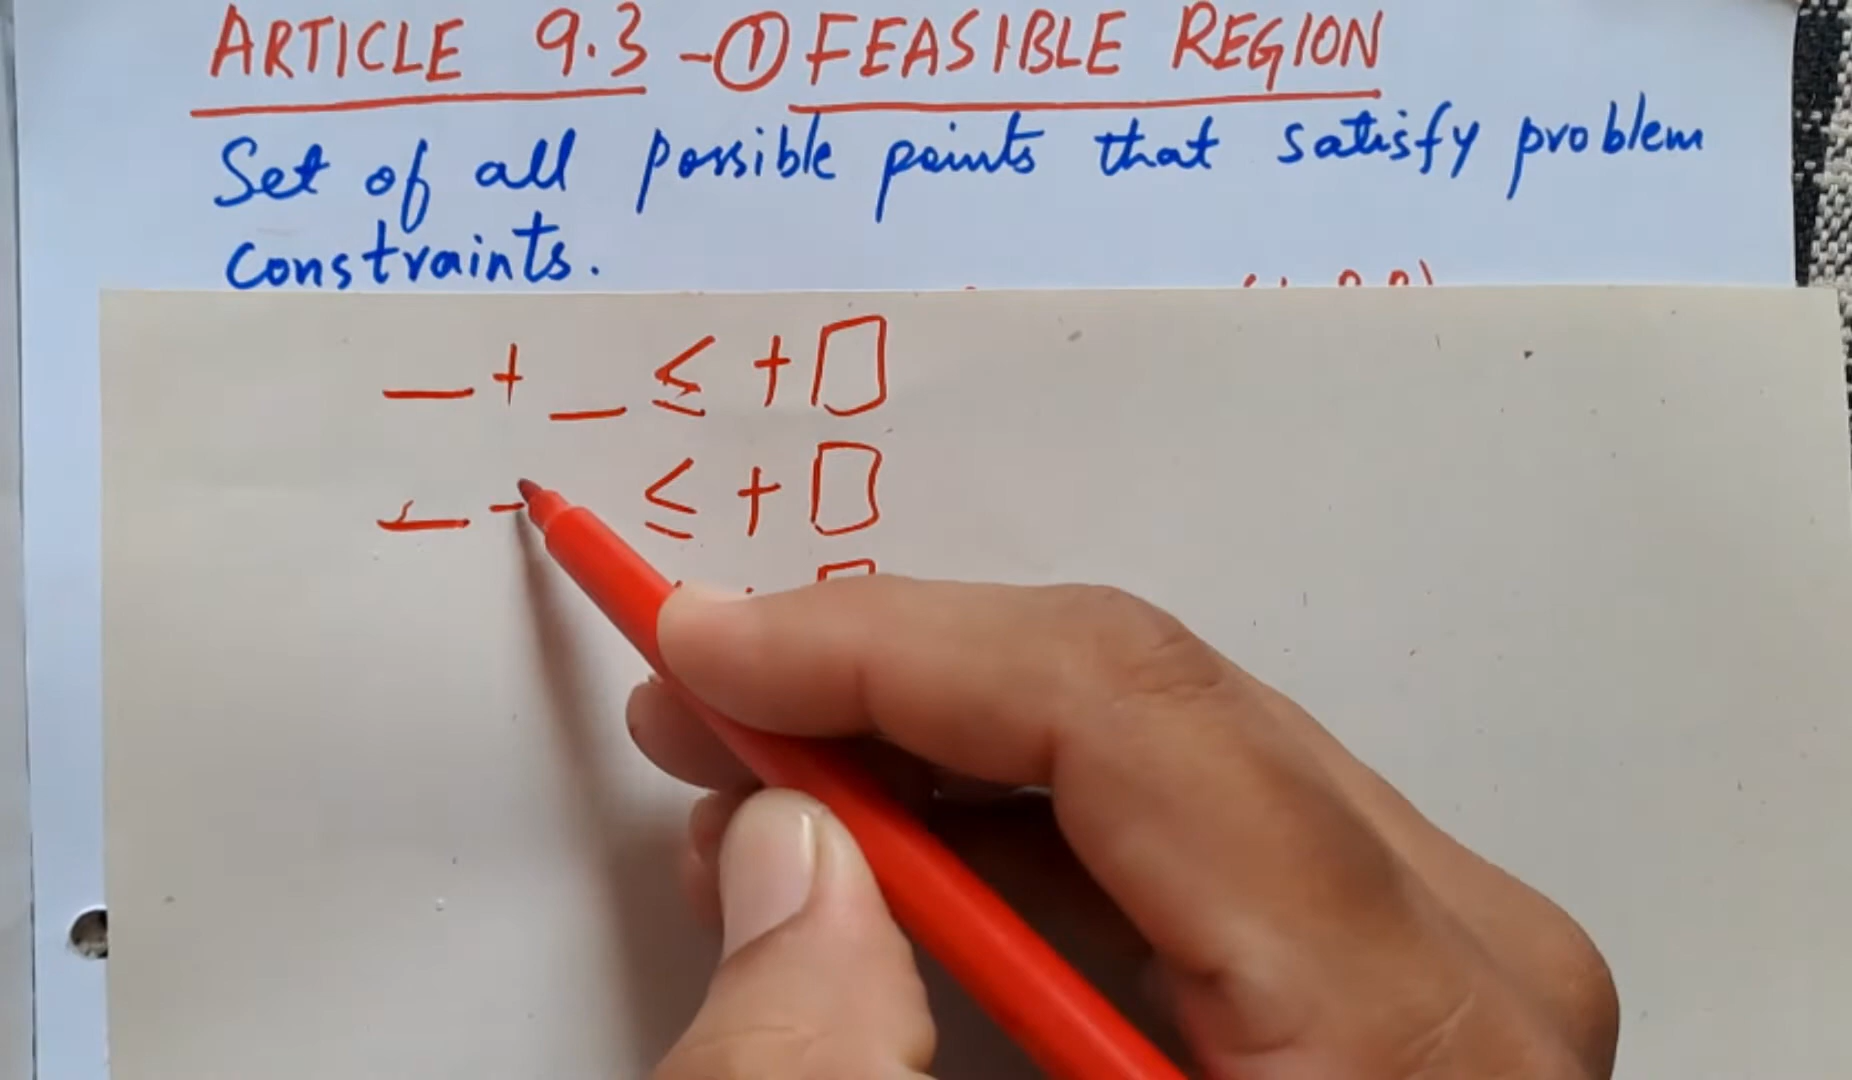 ARTICLE 9.3 - ① FEASIBLE REGION
Set of all possible points that satisfy problem
constraints.
_ + _ ≤ + □
_ - ≤ + □